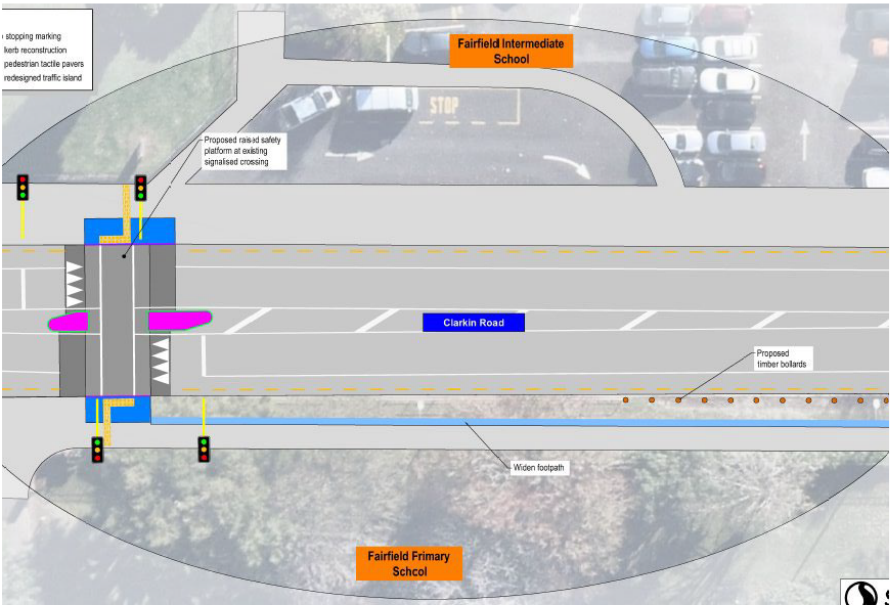 stopping marking
kerb reconstruction
pedestrian tactile pavers
redesigned traffic island
Fairfield Intermediate
School
STOP
Proposed raised safety
platform at existing
signalised crossing
Clarkin Road
Proposed
timber bollards
Widen footpath
Fairfield Primary
School
S